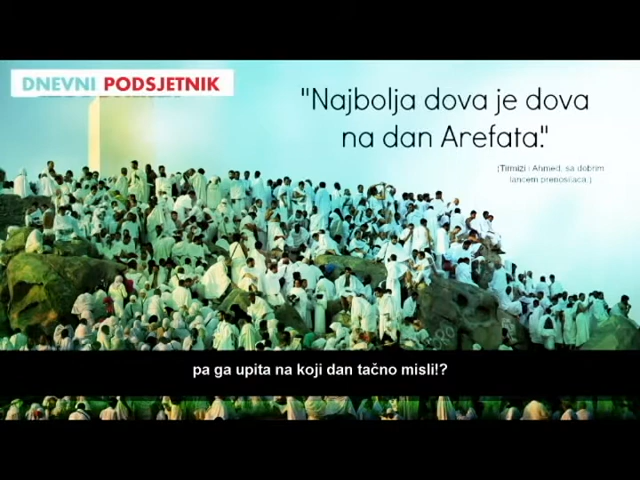 DNEVNI PODSJETNIK
"Najbolja dova je dova
na dan Arefata."
(Tirmizi i Ahmed, sa dobrim
lancem prenosilaca.)
pa ga upita na koji dan tačno misli!?